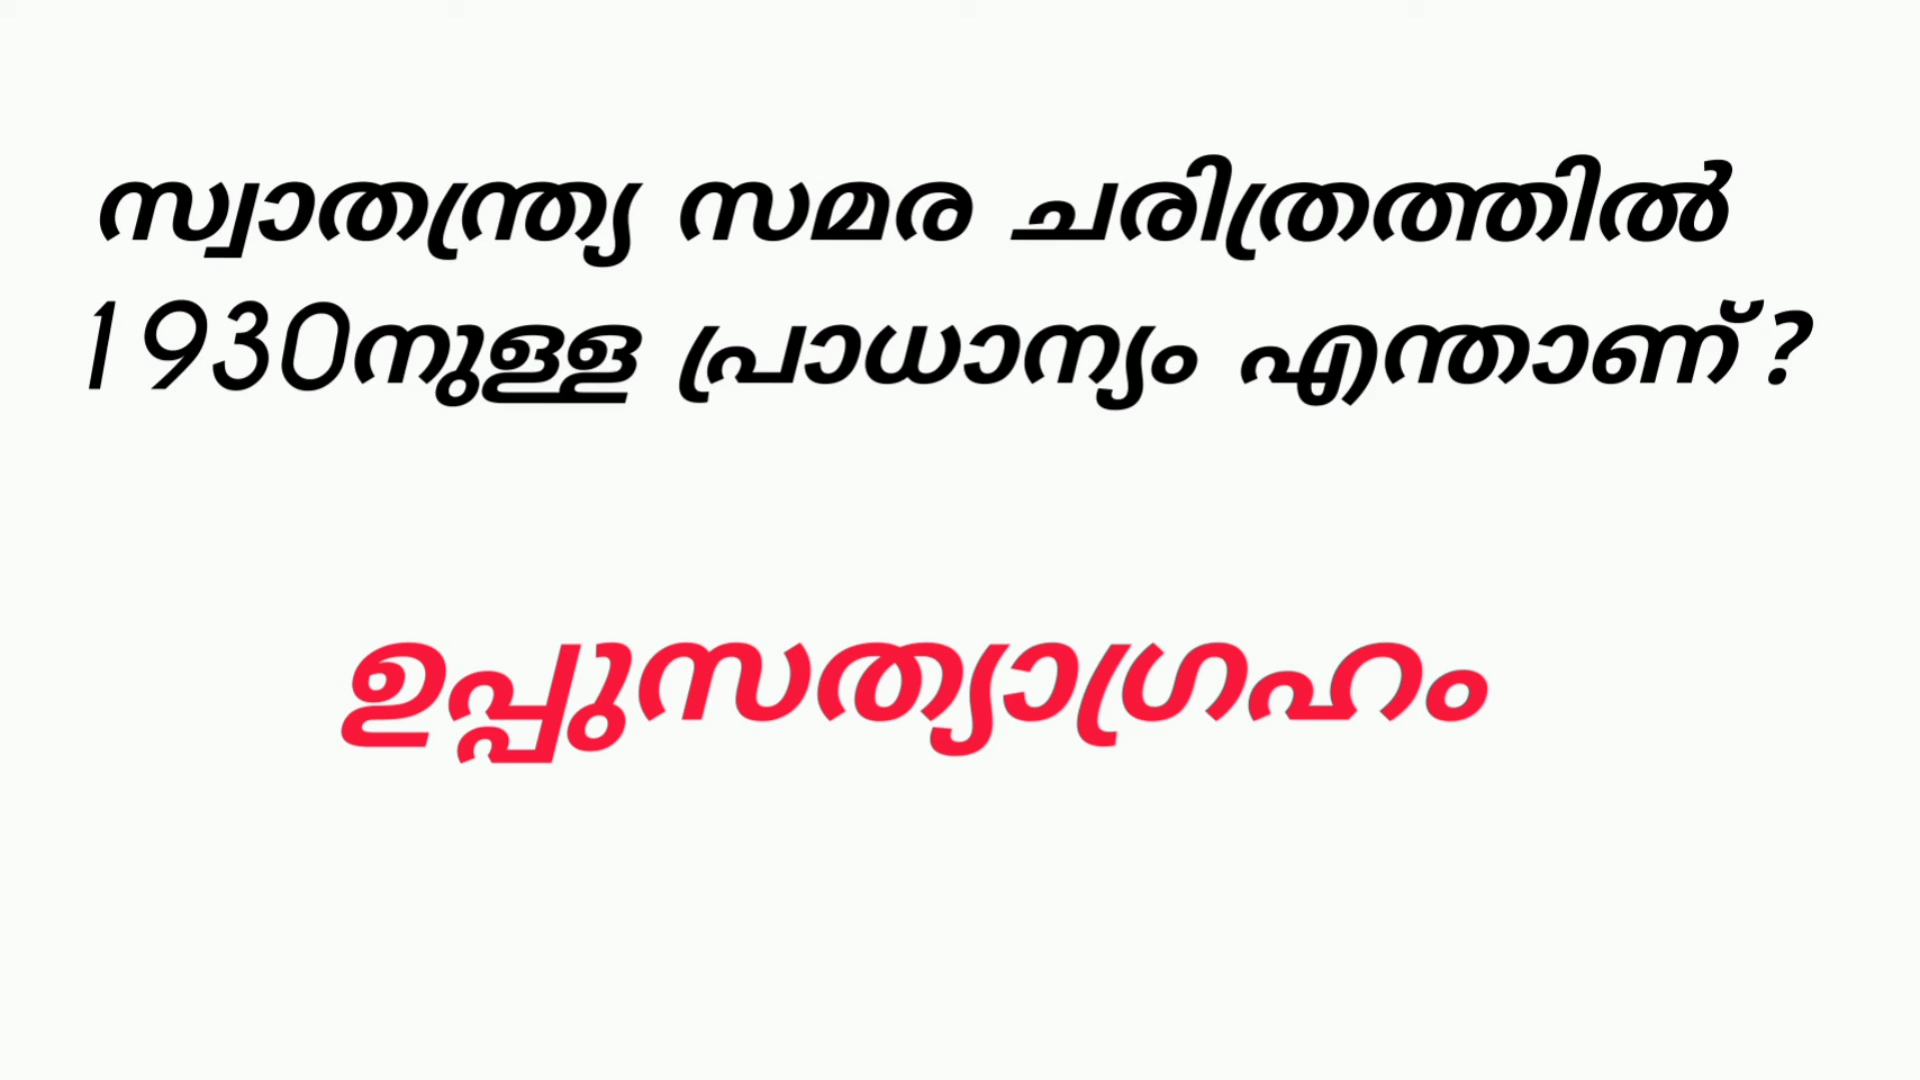 സ്വാതന്ത്ര്യ സമര ചരിത്രത്തിൽ
1930നുള്ള പ്രാധാന്യം എന്താണ്?
ഉപ്പുസത്യാഗ്രഹം